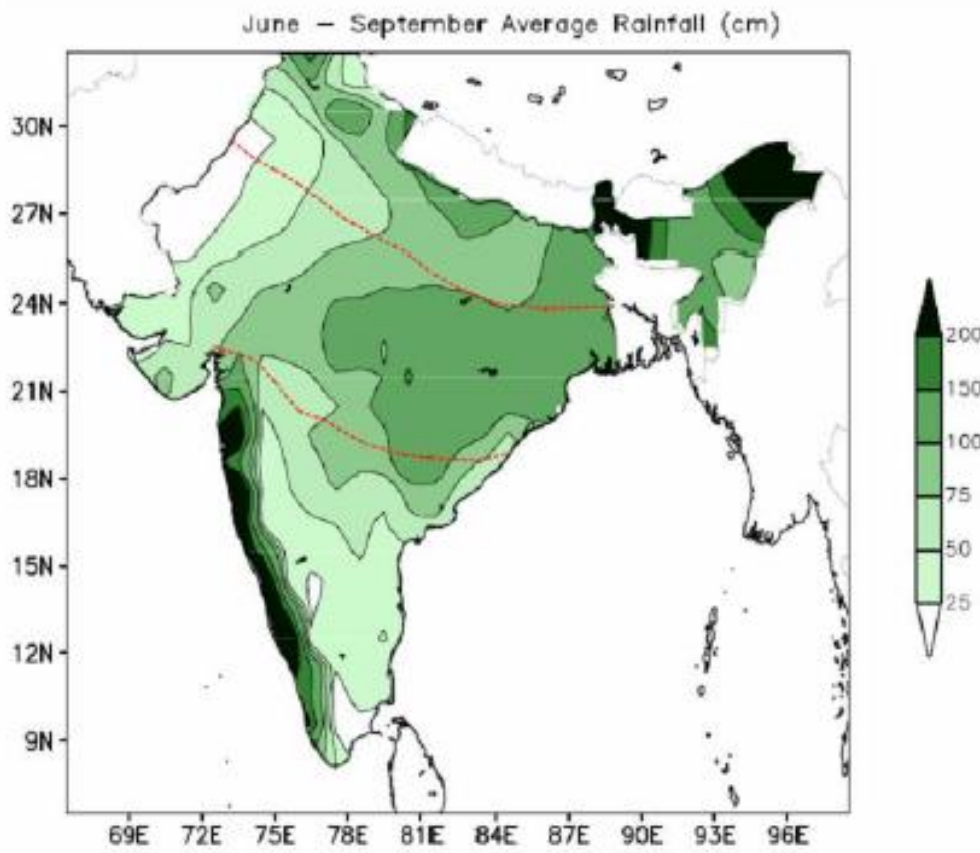 June – September Average Rainfall (cm)
30N
27N
24N
21N
18N
15N
12N
9N
69E 72E 75E 78E 81E 84E 87E 90E 93E 96E
200
150
100
75
50
25